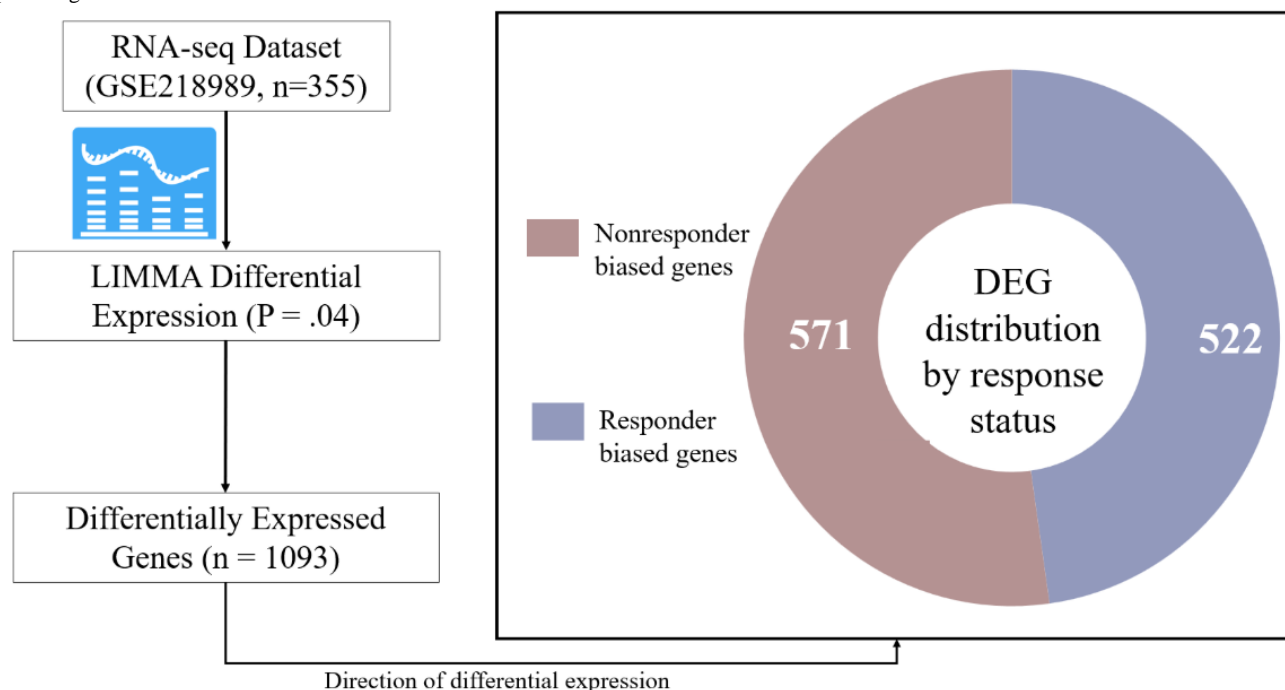 RNA-seq Dataset
(GSE218989, n=355)
LIMMA Differential
Expression (P = .04)
Differentially Expressed
Genes (n = 1093)
Direction of differential expression
Nonresponder
biased genes
Responder
biased genes
571
DEG
distribution
by response
status
522